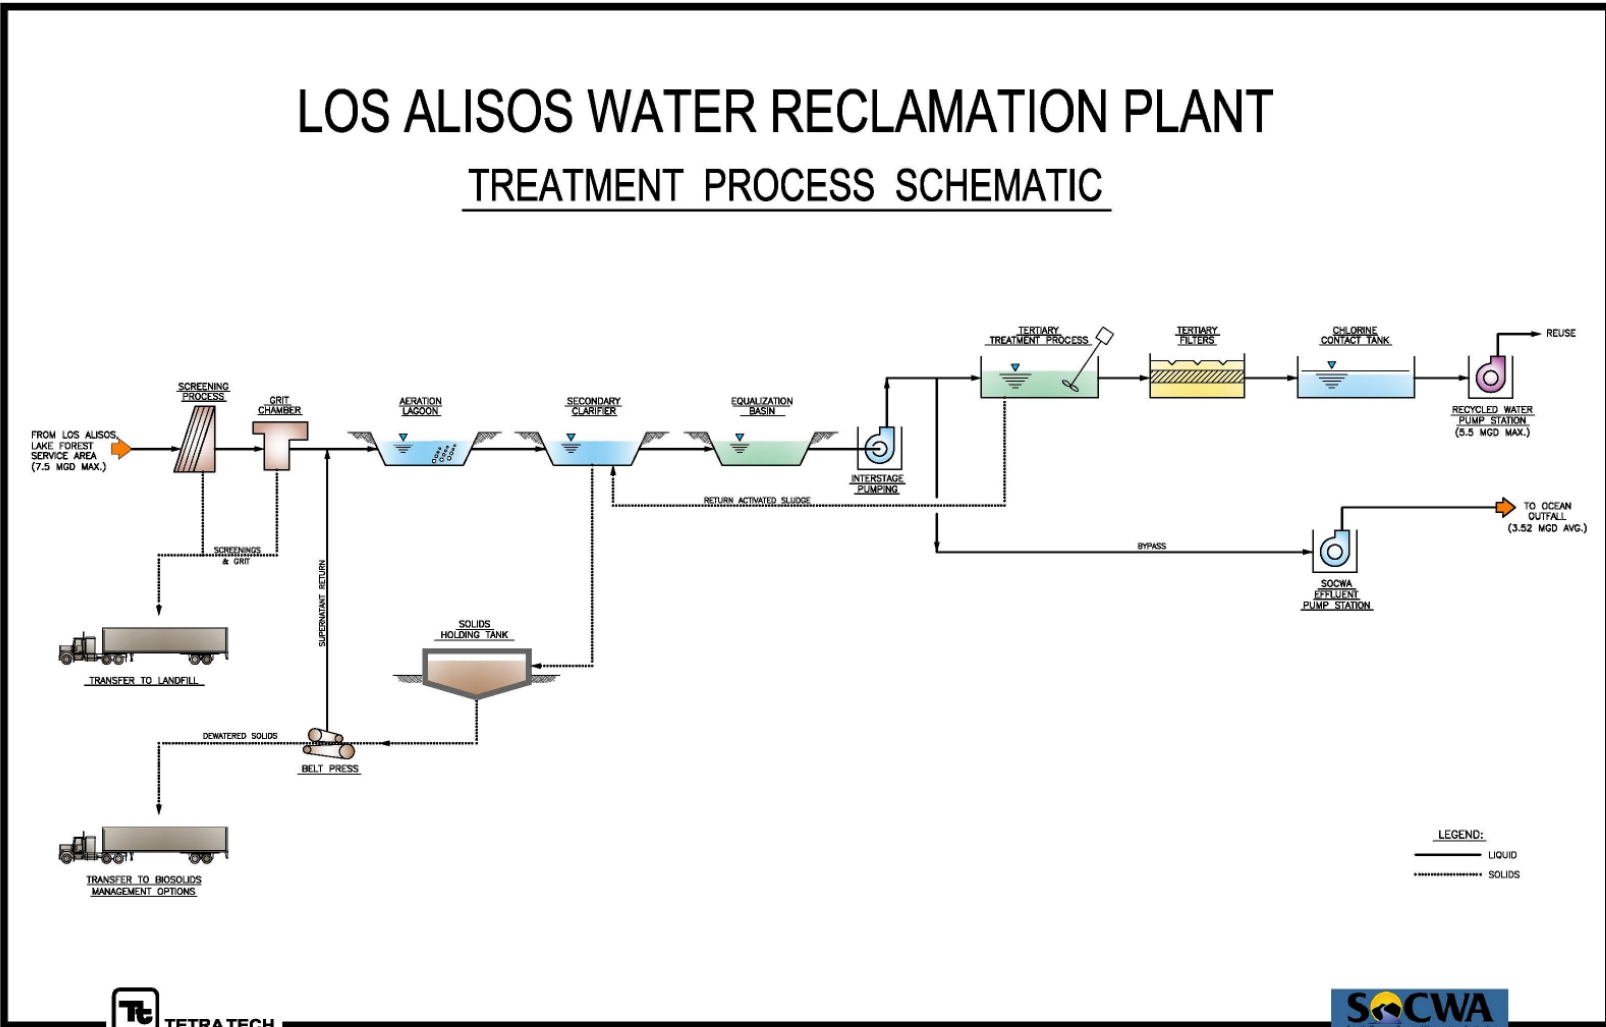 LOS ALISOS WATER RECLAMATION PLANT
TREATMENT PROCESS SCHEMATIC
TERTIARY
TREATMENT PROCESS
TERTIARY
FILTERS
CHLORINE
CONTACT TANK
REUSE
SCREENING
PROCESS
GRIT
CHAMBER
AERATION
LAGOON
SECONDARY
CLARIFIER
EQUALIZATION
BASIN
RECYCLED WATER
PUMP STATION
(5.5 MGD MAX.)
FROM LOS ALISOS,
LAKE FOREST
SERVICE AREA
(7.5 MGD MAX.)
INTERSTAGE
PUMPING
RETURN ACTIVATED SLUDGE
TO OCEAN
OUTFALL
(3.52 MGD AVG.)
BYPASS
SCREENINGS
& GRIT
SUPERNATANT RETURN
SOCWA
EFFLUENT
PUMP STATION
SOLIDS
HOLDING TANK
TRANSFER TO LANDFILL
DEWATERED SOLIDS
BELT PRESS
TRANSFER TO BIOSOLIDS
MANAGEMENT OPTIONS
LEGEND:
LIQUID
SOLIDS
Tt
TETRA TECH
SOCWA